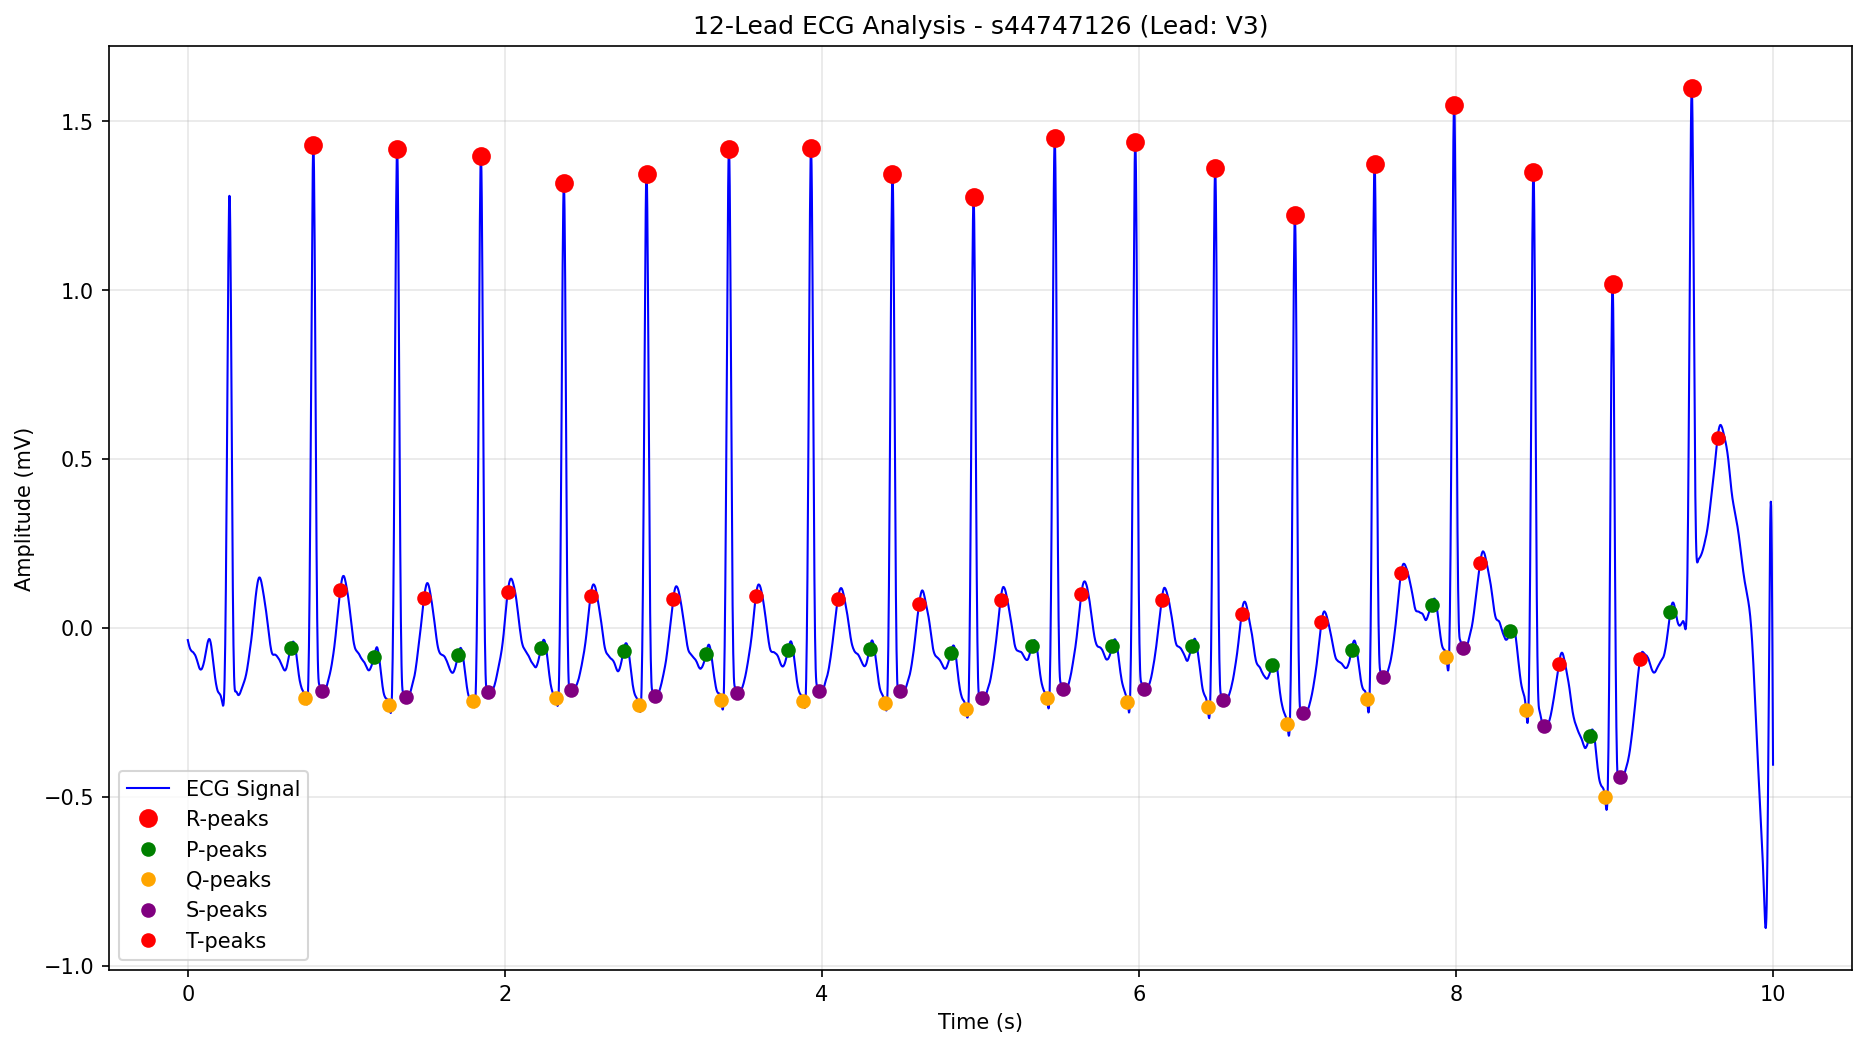 12-Lead ECG Analysis - s44747126 (Lead: V3)
Amplitude (mV)
1.5
1.0
0.5
0.0
−0.5
−1.0
ECG Signal
R-peaks
P-peaks
Q-peaks
S-peaks
T-peaks
0 2 4 6 8 10
Time (s)